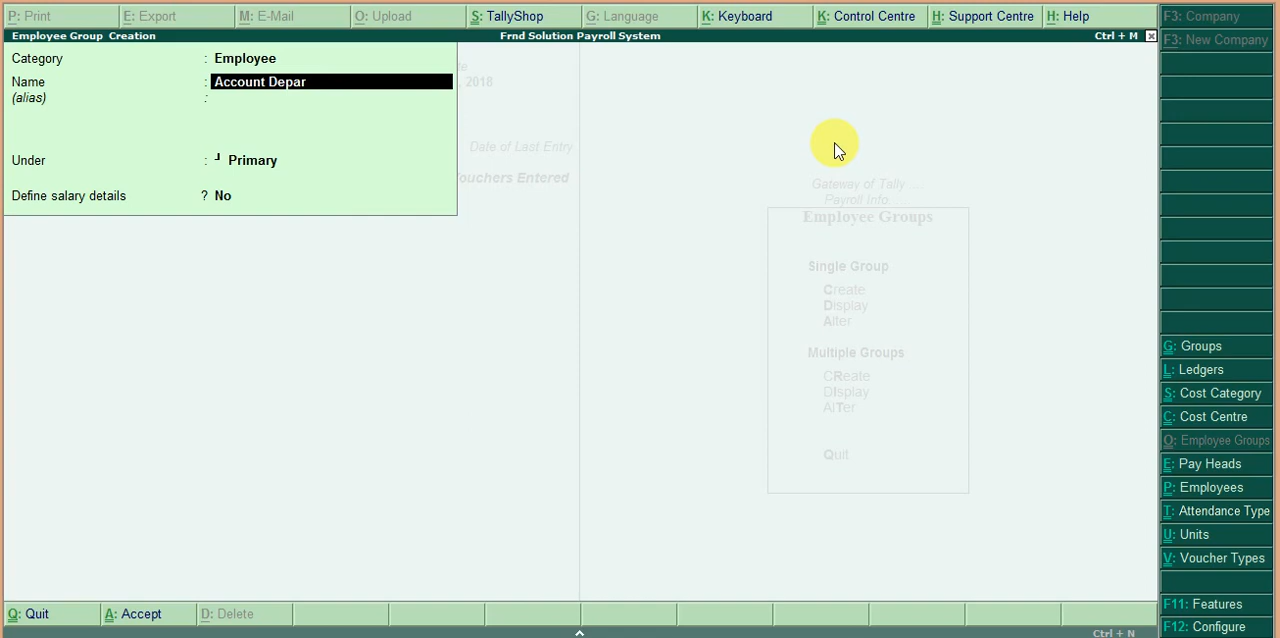 P: Print
E: Export
M: E-Mail
O: Upload
S: TallyShop
G: Language
K: Keyboard
K: Control Centre
H: Support Centre
H: Help
F3: Company
Employee Group Creation
Frnd Solution Payroll System
Ctrl + M
F3: New Company
Category : Employee
Name : Account Depar
(alias) :
Under : ┘ Primary
Define salary details ? No
2018
Date of Last Entry
Vouchers Entered
Gateway of Tally ....
Payroll Info. ....
Employee Groups
Single Group
Create
Display
Alter
Multiple Groups
CReate
DIsplay
AlTer
Quit
G: Groups
L: Ledgers
S: Cost Category
C: Cost Centre
O: Employee Groups
E: Pay Heads
P: Employees
T: Attendance Type
U: Units
V: Voucher Types
F11: Features
F12: Configure
Q: Quit
A: Accept
D: Delete
Ctrl + N